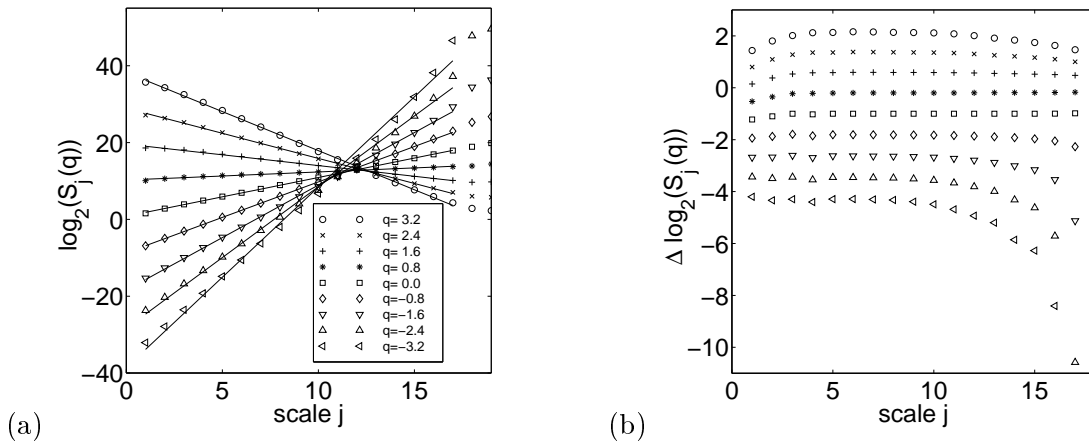 log2(Sj(q))
40
20
0
−20
−40
0
5
10
15
scale j
q= 3.2
q= 2.4
q= 1.6
q= 0.8
q= 0.0
q=−0.8
q=−1.6
q=−2.4
q=−3.2
(a)
Δ log2(Sj(q))
2
0
−2
−4
−6
−8
−10
0
5
10
15
scale j
(b)